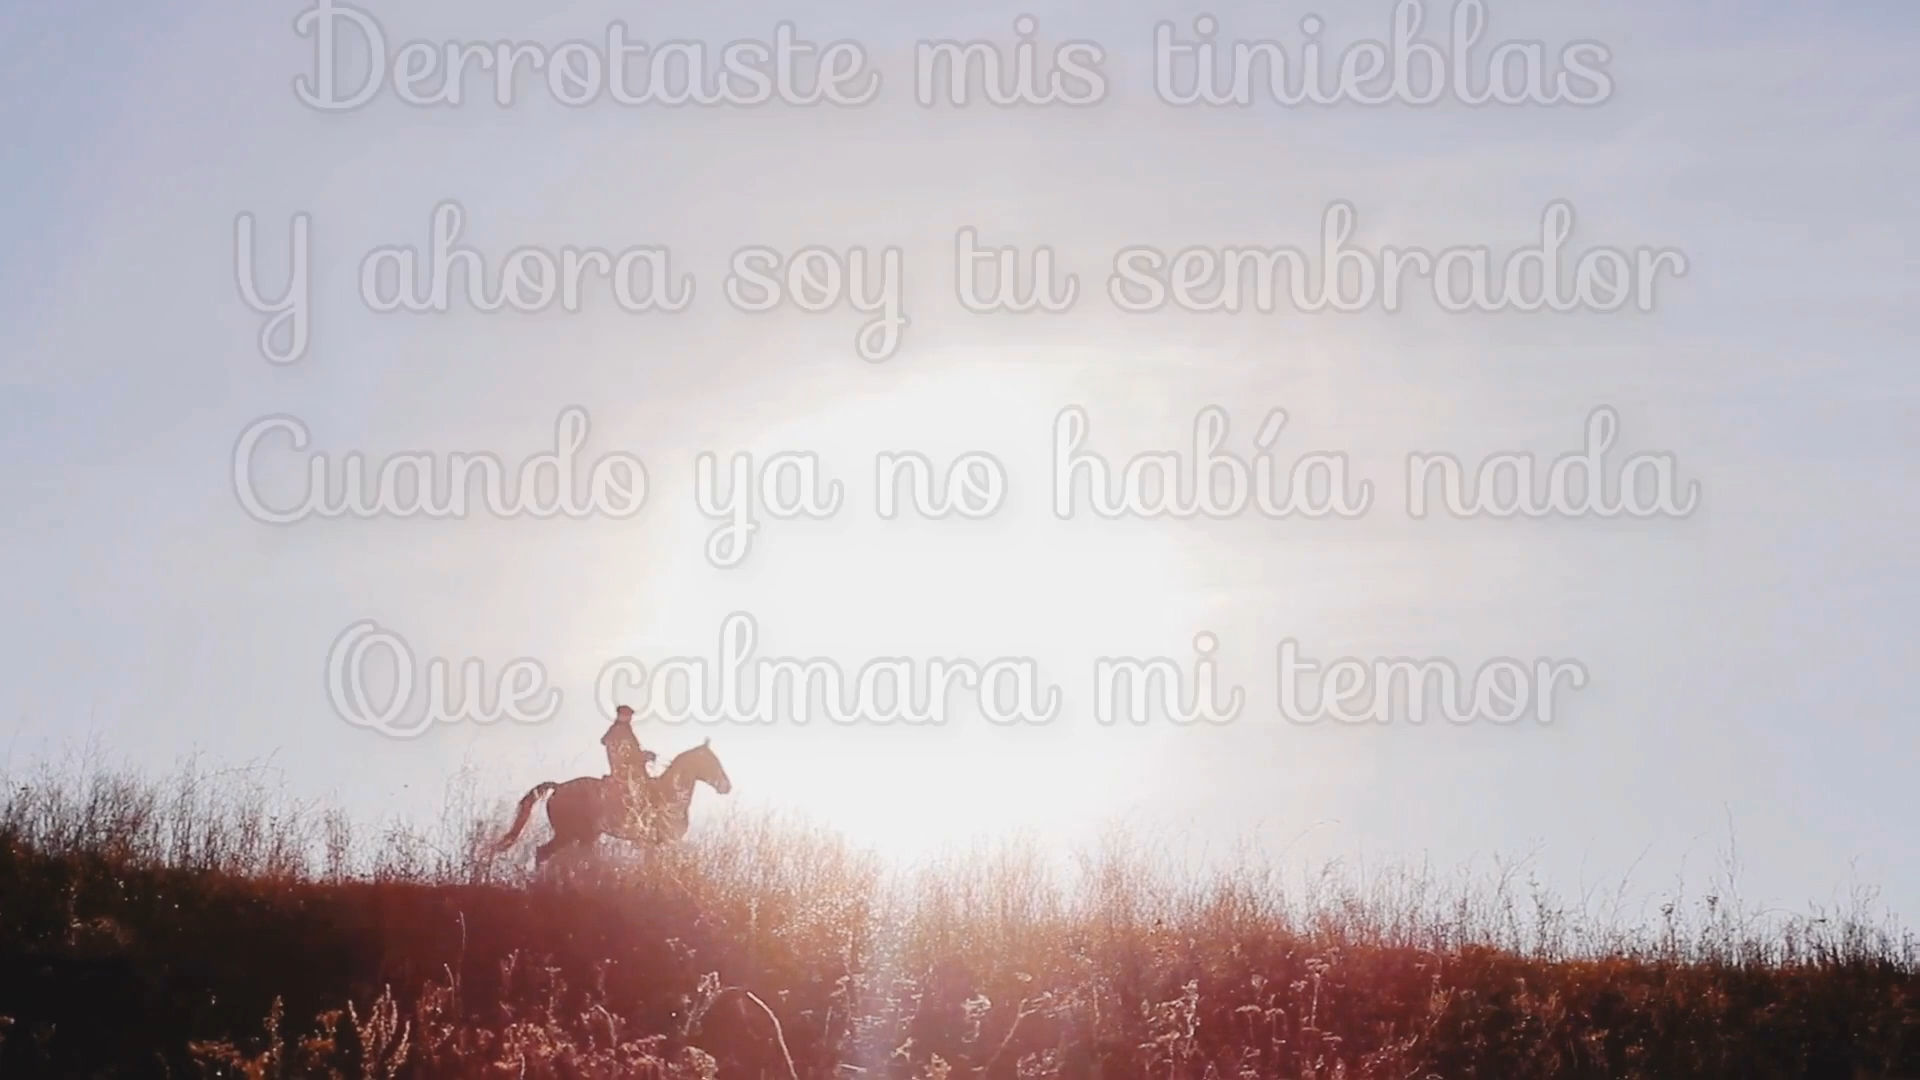 Derrotaste mis tinieblas
Y ahora soy tu sembrador
Cuando ya no había nada
Que calmara mi temor